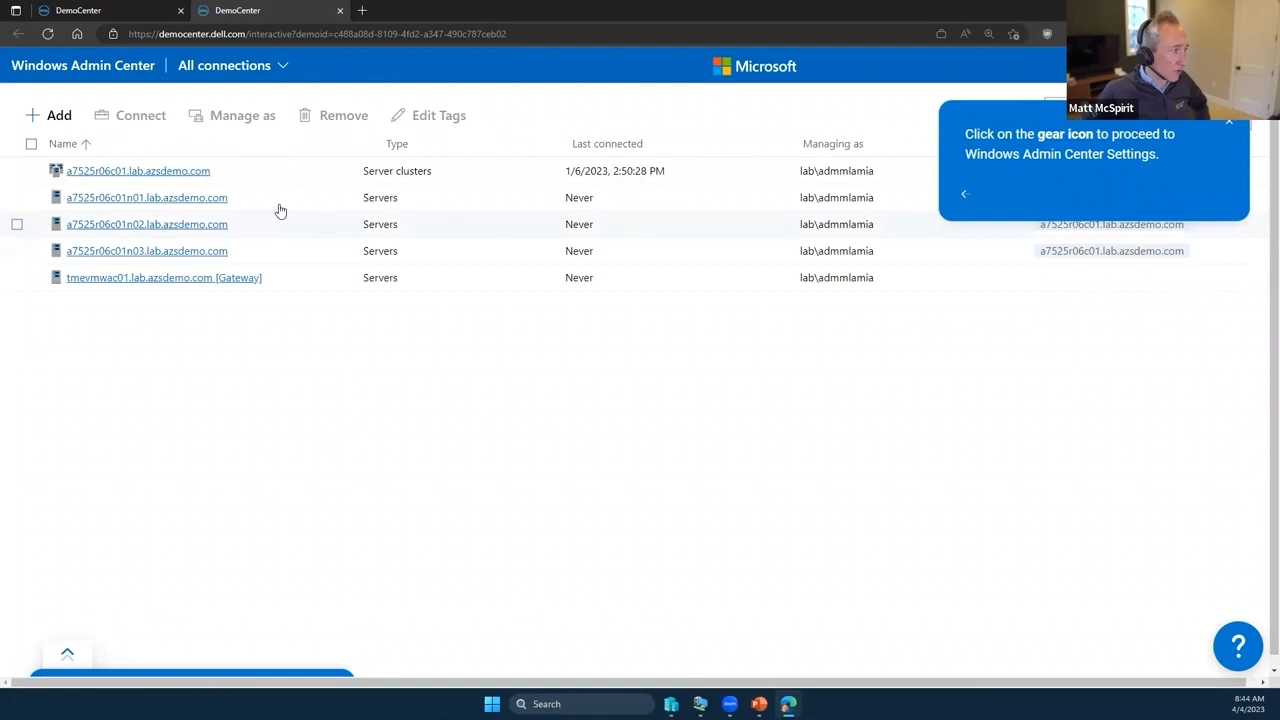 DemoCenter
DemoCenter
https://democenter.dell.com/interactive?demoid=c488a08d-8109-4fd2-a347-490c787ceb02
Windows Admin Center | All connections
Microsoft
Matt McSpirit
Add Connect Manage as Remove Edit Tags
Click on the gear icon to proceed to
Windows Admin Center Settings.
Name Type Last connected Managing as
a7525r06c01.lab.azsdemo.com Server clusters 1/6/2023, 2:50:28 PM lab\admmlamia
a7525r06c01n01.lab.azsdemo.com Servers Never lab\admmlamia
a7525r06c01n02.lab.azsdemo.com Servers Never lab\admmlamia a7525r06c01.lab.azsdemo.com
a7525r06c01n03.lab.azsdemo.com Servers Never lab\admmlamia a7525r06c01.lab.azsdemo.com
tmevmwac01.lab.azsdemo.com [Gateway] Servers Never lab\admmlamia
?
Search
8:44 AM
4/4/2023